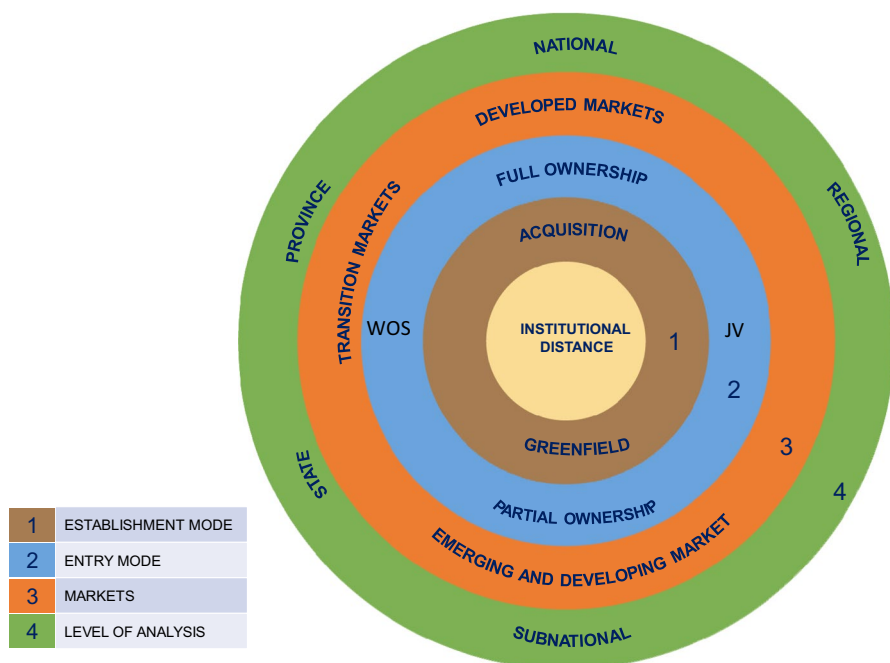 NATIONAL
DEVELOPED MARKETS
FULL OWNERSHIP
ACQUISITION
PROVINCE
REGIONAL
TRANSITION MARKETS
WOS
INSTITUTIONAL
DISTANCE
1
JV
2
3
4
GREENFIELD
STATE
PARTIAL OWNERSHIP
EMERGING AND DEVELOPING MARKET
SUBNATIONAL
1 ESTABLISHMENT MODE
2 ENTRY MODE
3 MARKETS
4 LEVEL OF ANALYSIS